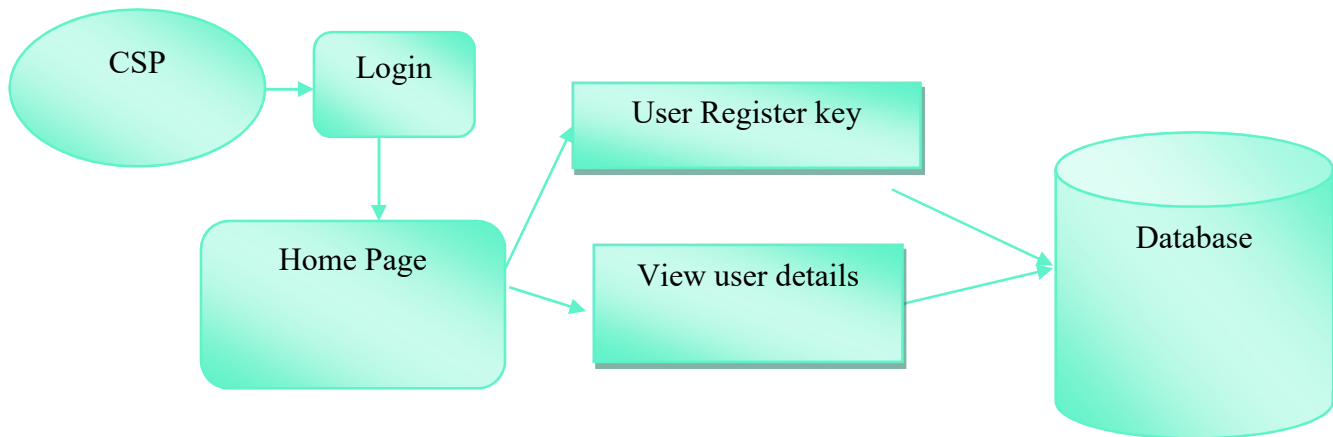 CSP
Login
User Register key
Home Page
View user details
Database